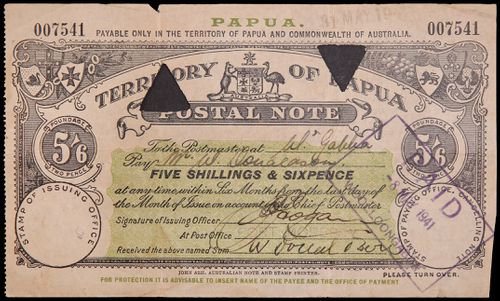 PAPUA.
007541 007541
PAYABLE ONLY IN THE TERRITORY OF PAPUA AND COMMONWEALTH OF AUSTRALIA.
TERRITORY OF PAPUA
POSTAL NOTE
POUNDAGE 5/6 TWO PENCE
POUNDAGE 5/6 TWO PENCE
To the Postmaster at
Pay Mr W. Donaldson
FIVE SHILLINGS & SIXPENCE
at any time within Six Months from the last day of
the Month of Issue on account of the Chief Postmaster
Signature of Issuing Officer
At Post Office
Received the above named Sum
STAMP OF ISSUING OFFICE
STAMP OF PAYING OFFICE
PAID
1941
JOHN ASH, AUSTRALIAN NOTE AND STAMP PRINTER.
PLEASE TURN OVER.
FOR PROTECTION IT IS ADVISABLE TO INSERT NAME OF THE PAYEE AND THE OFFICE OF PAYMENT